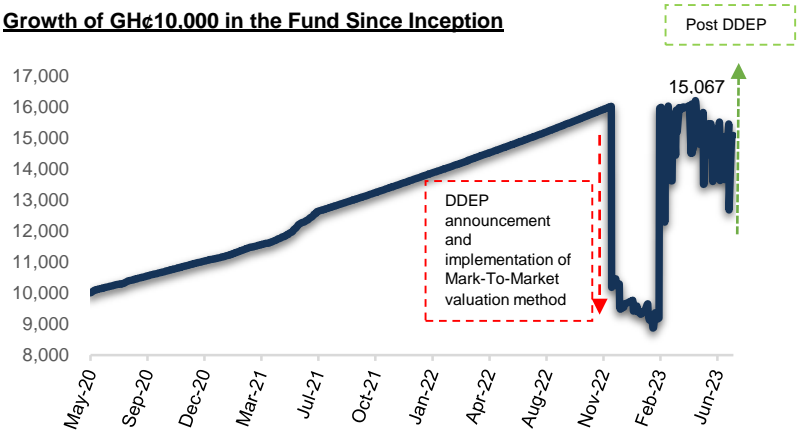 Growth of GH¢10,000 in the Fund Since Inception
Post DDEP
17,000
16,000
15,000
14,000
13,000
12,000
11,000
10,000
9,000
8,000
15,067
DDEP
announcement
and
implementation of
Mark-To-Market
valuation method
May-20
Sep-20
Dec-20
Mar-21
Jul-21
Oct-21
Jan-22
Apr-22
Aug-22
Nov-22
Feb-23
Jun-23